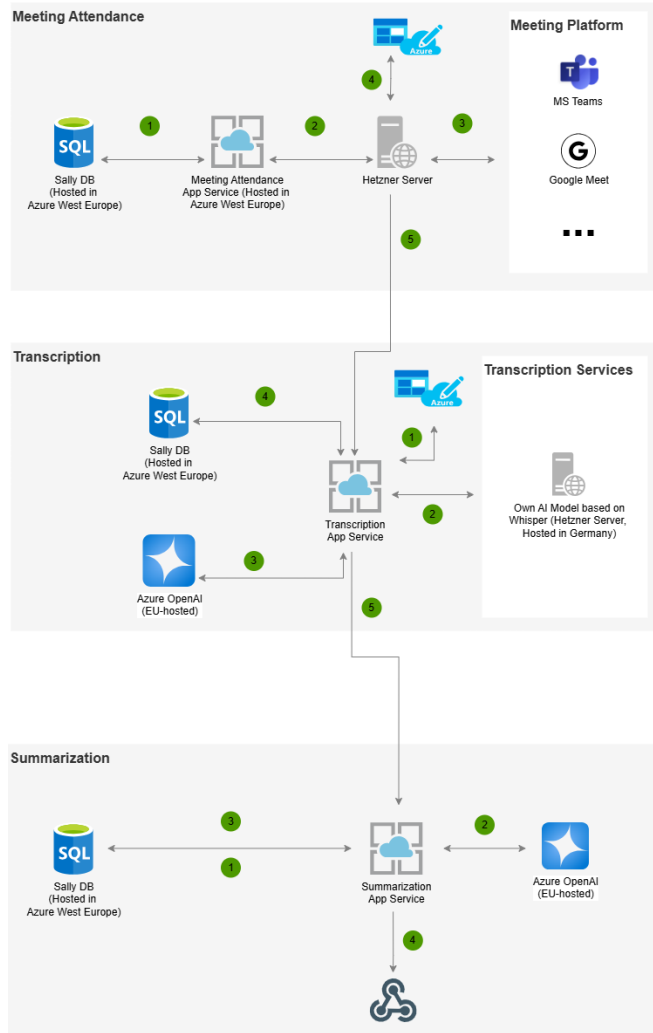 Meeting Attendance
Meeting Platform
Azure
4
T
MS Teams
1
2
3
SQL
G
Sally DB
(Hosted in
Azure West Europe)
Meeting Attendance
App Service (Hosted in
Azure West Europe)
Hetzner Server
Google Meet
...
5
Transcription
Transcription Services
Azure
4
SQL
1
Sally DB
(Hosted in
Azure West Europe)
2
Own AI Model based on
Whisper (Hetzner Server,
Hosted in Germany)
Transcription
App Service
3
Azure OpenAI
(EU-hosted)
5
Summarization
3
2
SQL
1
Sally DB
(Hosted in
Azure West Europe)
Summarization
App Service
Azure OpenAI
(EU-hosted)
4